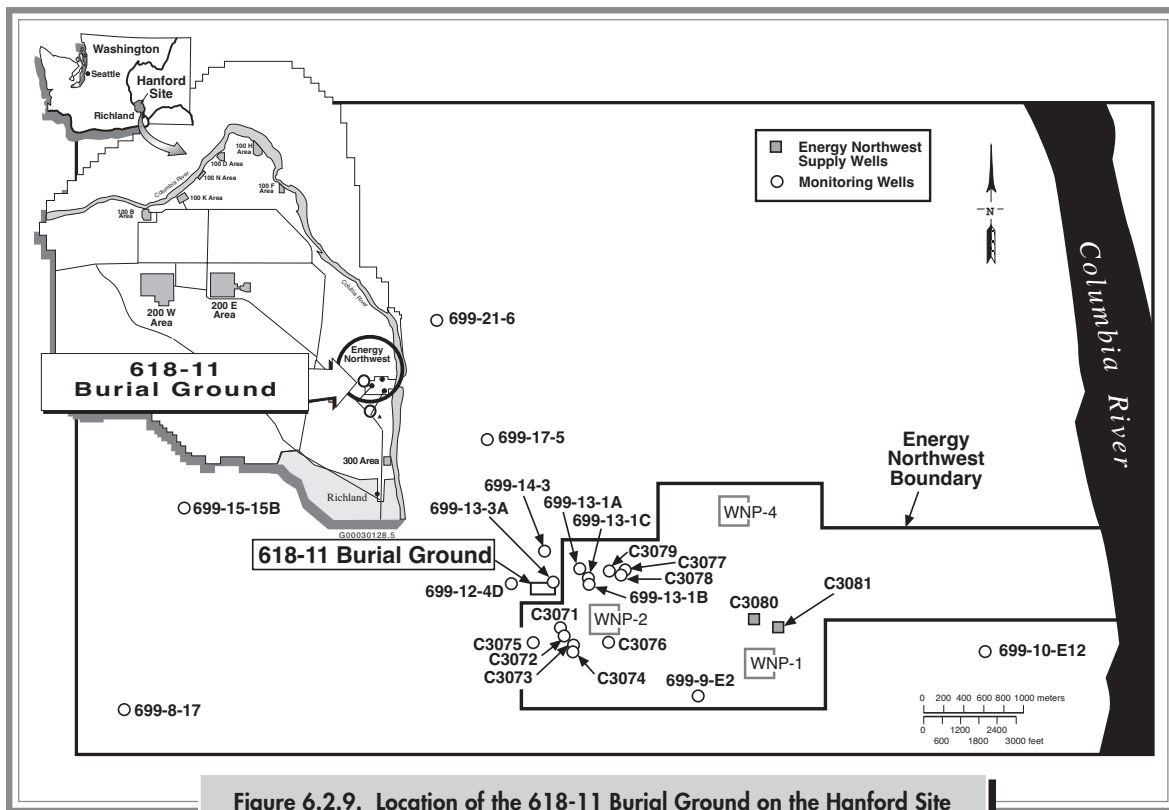 Washington
Seattle
Hanford
Site
Richland
100 H
Area
100 D Area
100 N Area
100 F
Area
Columbia River
100 K Area
100 B
Area
200 W
Area
200 E
Area
Columbia River
Energy
Northwest
618-11
Burial Ground
300 Area
Richland
G00030128.5
Energy Northwest
Supply Wells
Monitoring Wells
N
Columbia River
699-21-6
699-17-5
Energy
Northwest
Boundary
699-15-15B
699-14-3
699-13-3A
699-13-1A
699-13-1C
WNP-4
618-11 Burial Ground
C3079
C3077
C3078
699-12-4D
699-13-1B
C3081
C3080
C3071
WNP-2
C3075
C3076
C3072
C3073
C3074
WNP-1
699-10-E12
699-9-E2
699-8-17
0 200 400 600 800 1000 meters
0 1200 2400
600 1800 3000 feet
Figure 6.2.9. Location of the 618-11 Burial Ground on the Hanford Site